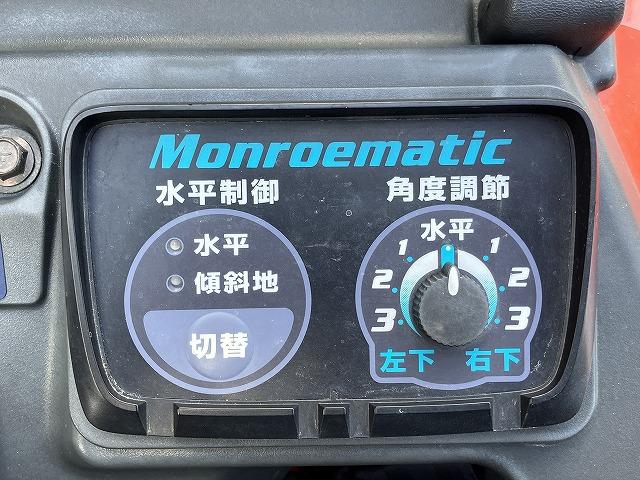 Monroematic
水平制御
水平
傾斜地
切替
角度調節
水平
1 1
2 2
3 3
左下 右下